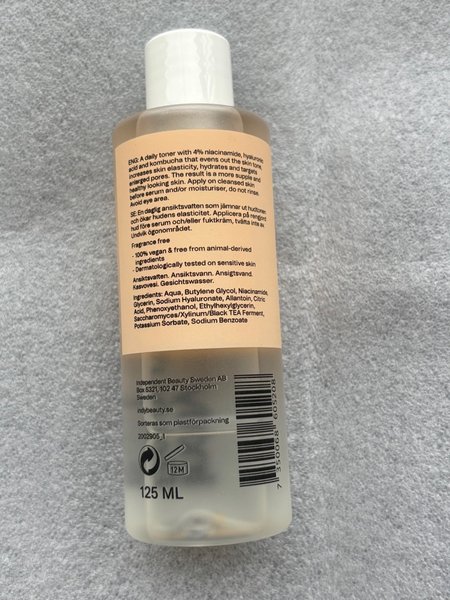 ENG: A daily toner with 4% niacinamide, hyaluronic
acid and kombucha that evens out the skin tone,
increases skin elasticity, hydrates and targets
enlarged pores. The result is a more supple and
healthy looking skin. Apply on cleansed skin
before serum and/or moisturiser, do not rinse.
Avoid eye area.
SE: En daglig ansiktsvatten som jämnar ut hudtonen
och ökar hudens elasticitet. Applicera på rengjord
hud före serum och/eller fuktkräm, tvätta inte av.
Undvik ögonområdet.
Fragrance free
- 100% vegan & free from animal-derived
ingredients
- Dermatologically tested on sensitive skin
Ansiktsvatten. Ansiktsvann. Ansigtsvand.
Kasvovesi. Gesichtswasser.
Ingredients: Aqua, Butylene Glycol, Niacinamide,
Glycerin, Sodium Hyaluronate, Allantoin, Citric
Acid, Phenoxyethanol, Ethylhexylglycerin,
Saccharomyces/Xylinum/Black TEA Ferment,
Potassium Sorbate, Sodium Benzoate
Independent Beauty Sweden AB
Box 5321, 102 47 Stockholm
Sweden
indybeauty.se
Sorteras som plastförpackning
2002905_1
12M
125 ML
7 350068 605208